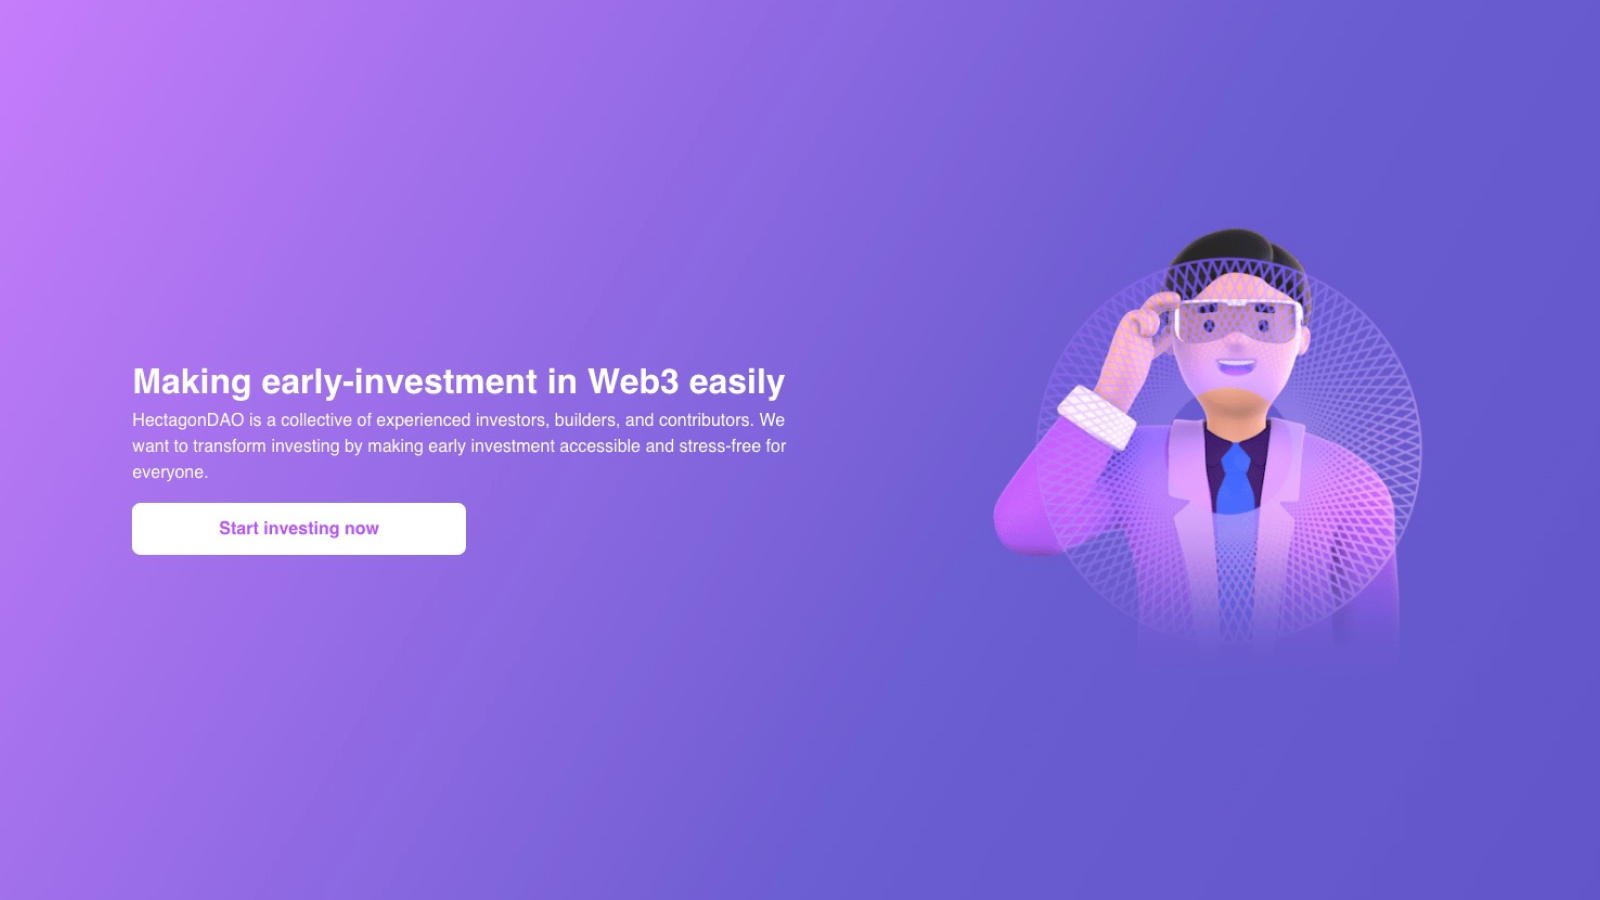 Making early-investment in Web3 easily
HectagonDAO is a collective of experienced investors, builders, and contributors. We
want to transform investing by making early investment accessible and stress-free for
everyone.
Start investing now